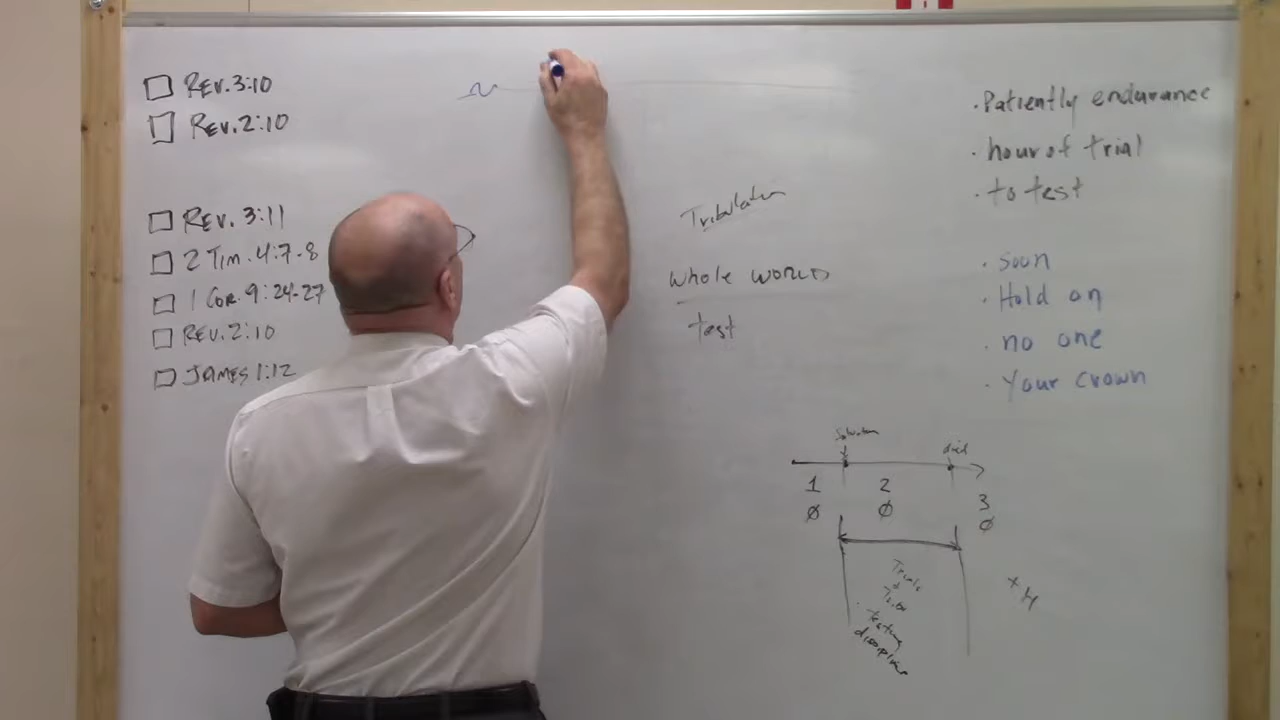 Rev. 3:10
Rev. 2:10
Rev. 3:11
2 Tim. 4:7-8
1 Cor. 9:24-27
Rev. 2:10
James 1:12
Tribulation
whole world
test
• Patiently endurance
• hour of trial
• to test
• soon
• Hold on
• no one
• Your crown
Salvation
died
1 2 3
Ø Ø Ø
Trials
+
testing
discipline